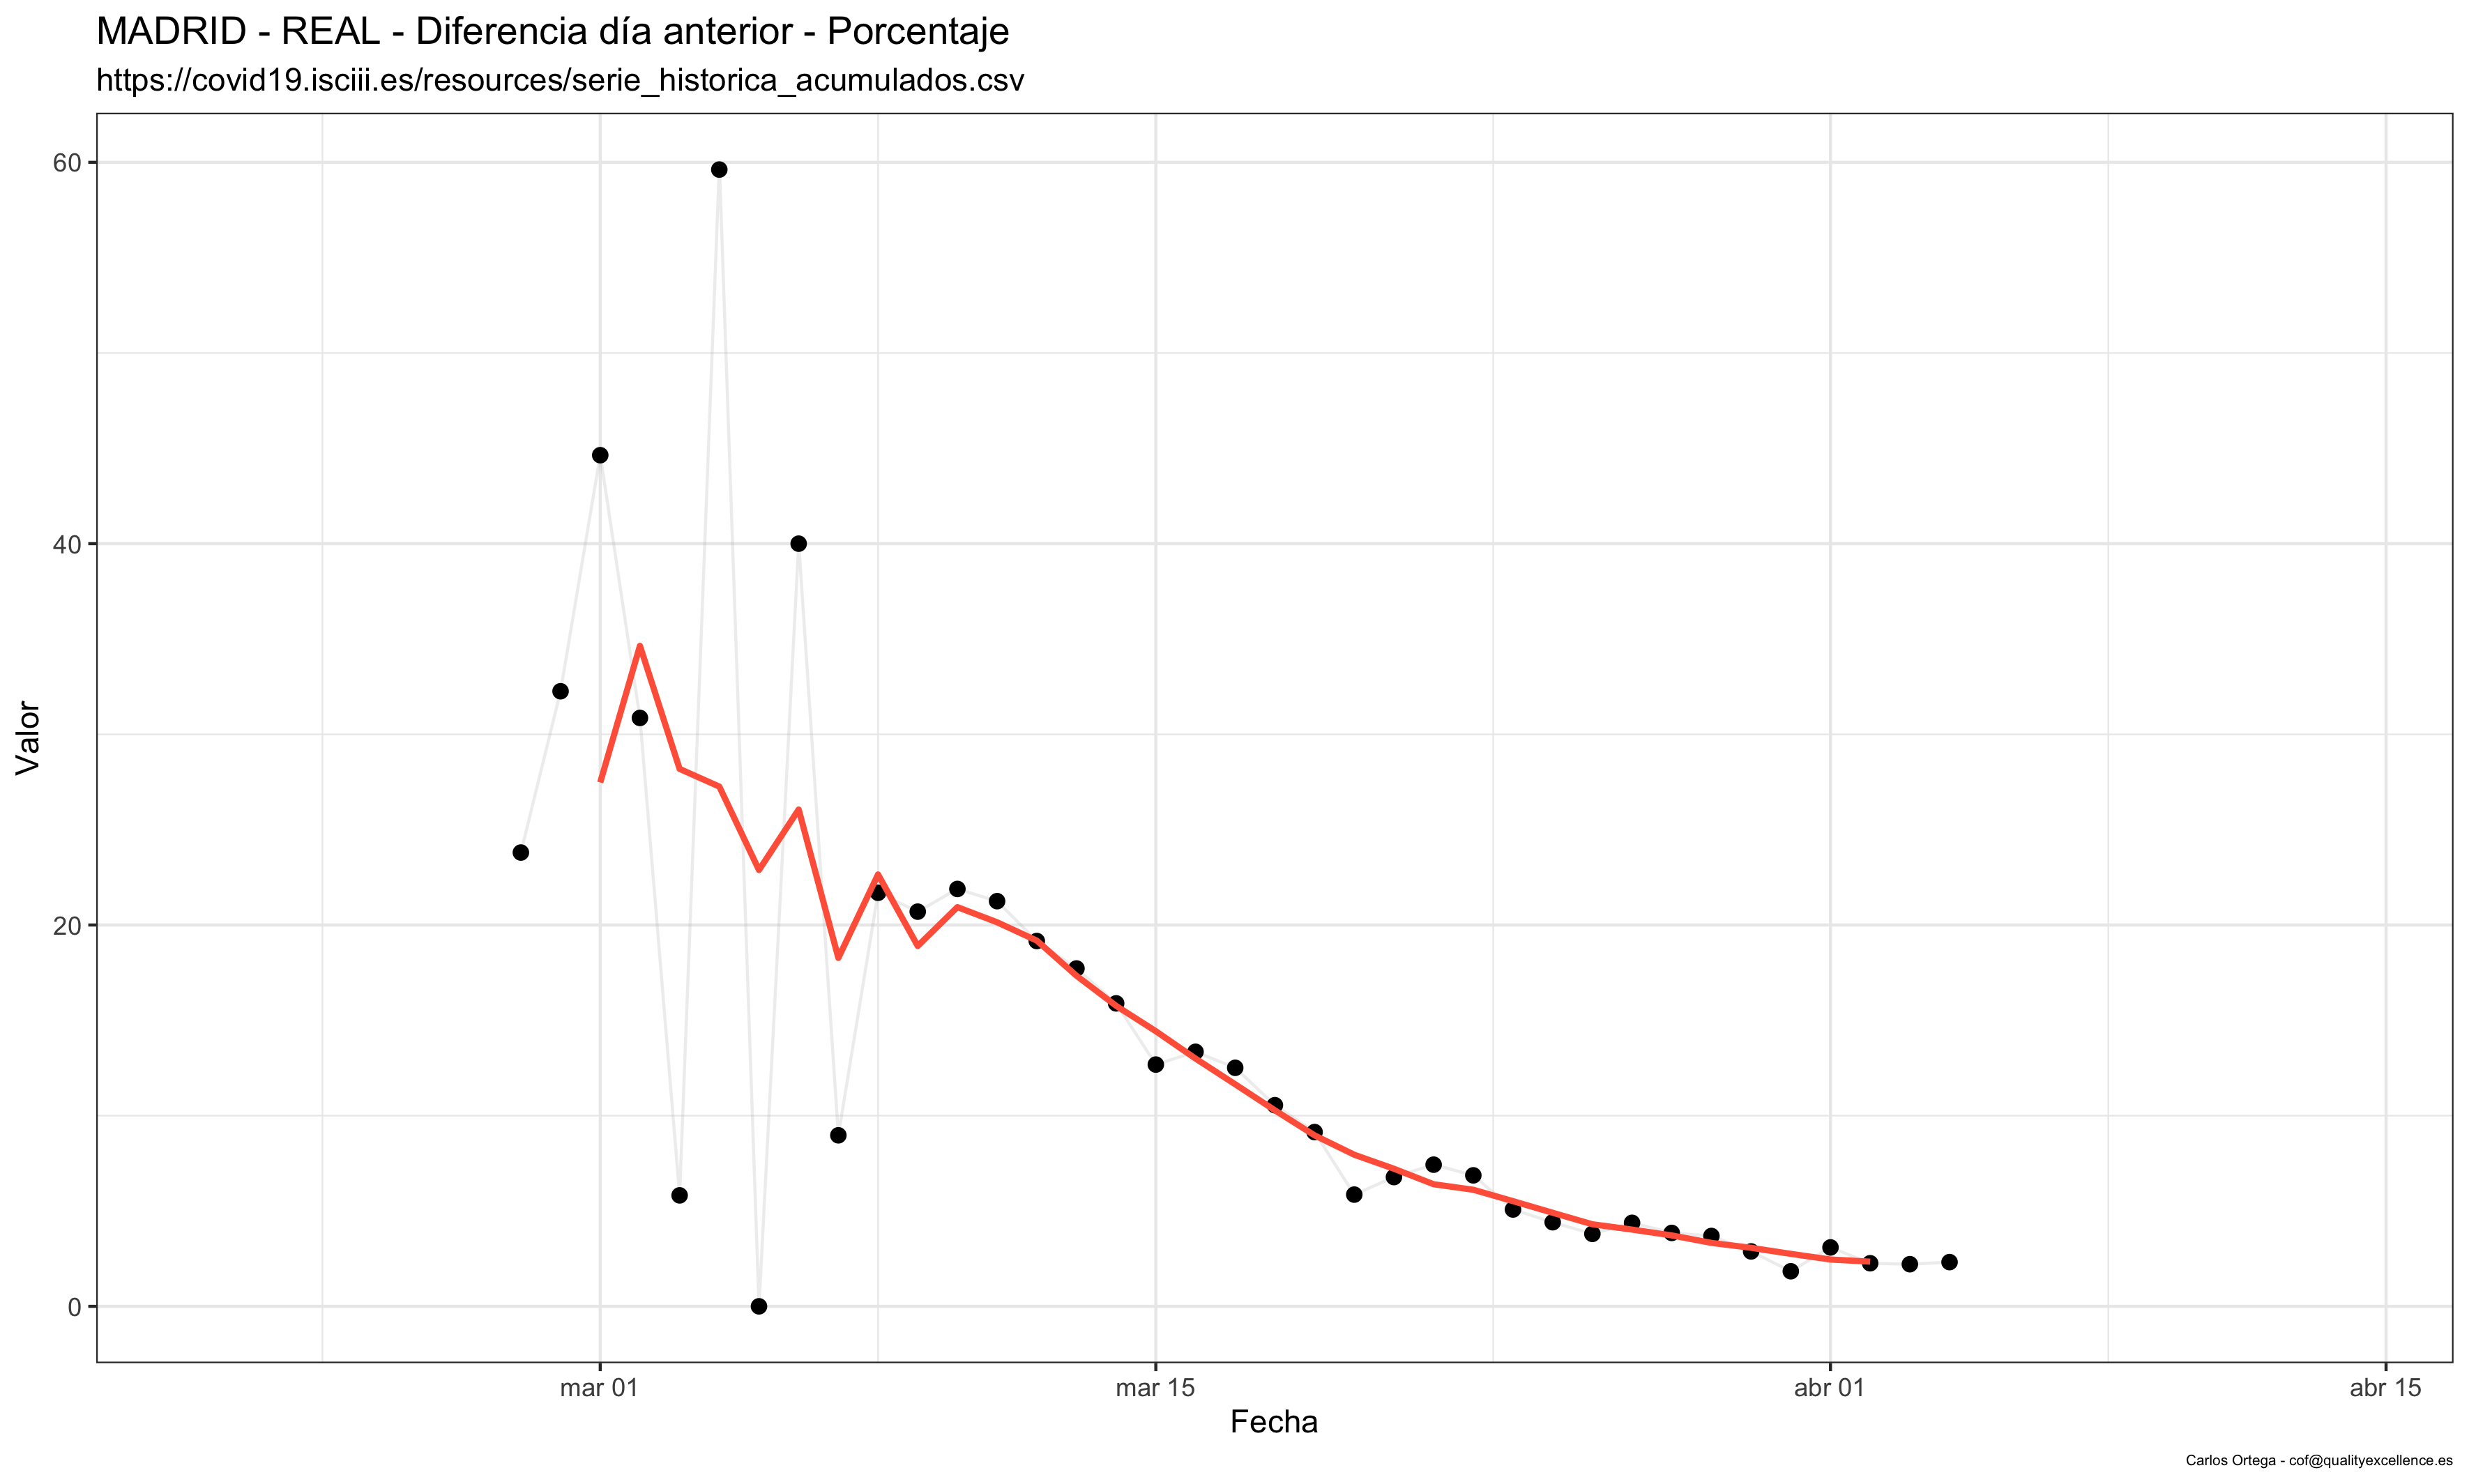 MADRID - REAL - Diferencia día anterior - Porcentaje
https://covid19.isciii.es/resources/serie_historica_acumulados.csv
60
40
20
0
Valor
mar 01
mar 15
abr 01
abr 15
Fecha
Carlos Ortega - cof@qualityexcellence.es